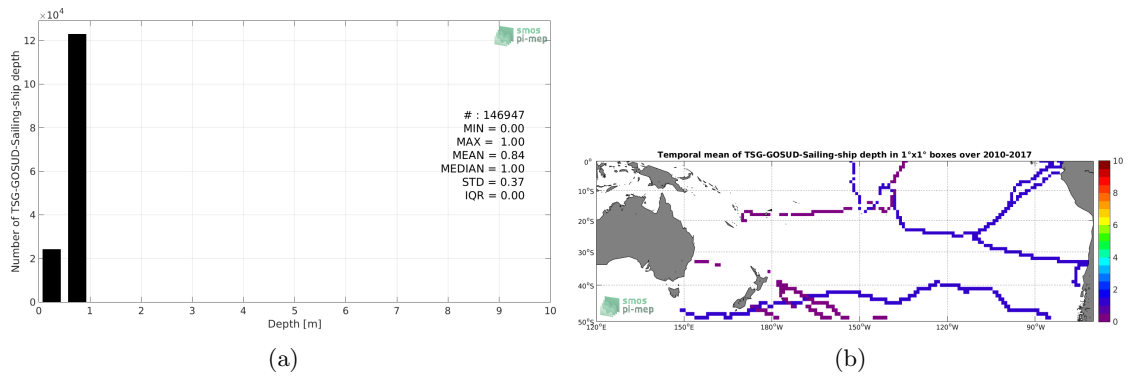 ×10⁴
12
10
8
6
4
2
0
Number of TSG-GOSUD-Sailing-ship depth
0 1 2 3 4 5 6 7 8 9 10
Depth [m]
smos
pi-mep
# : 146947
MIN = 0.00
MAX = 1.00
MEAN = 0.84
MEDIAN = 1.00
STD = 0.37
IQR = 0.00
(a)
Temporal mean of TSG-GOSUD-Sailing-ship depth in 1°x1° boxes over 2010-2017
0°
10°S
20°S
30°S
40°S
50°S
120°E 150°E 180°W 150°W 120°W 90°W
smos
pi-mep
10
8
6
4
2
0
(b)